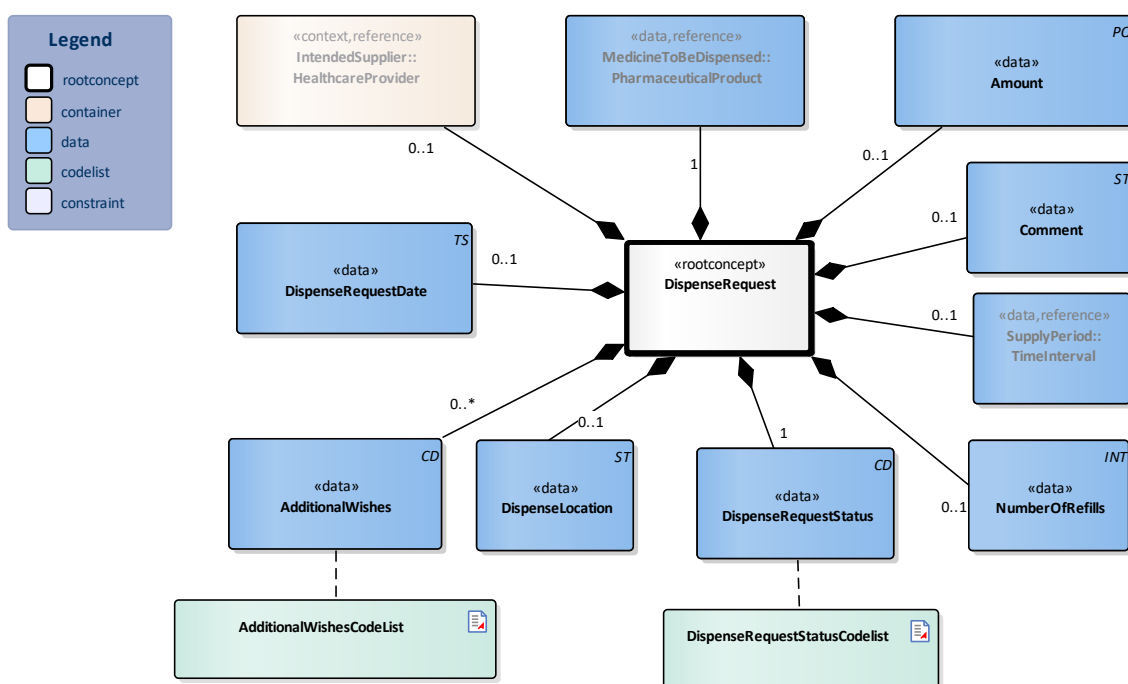 Legend
rootconcept
container
data
codelist
constraint
«context,reference»
IntendedSupplier::
HealthcareProvider
0..1
«data,reference»
MedicineToBeDispensed::
PharmaceuticalProduct
1
PQ
«data»
Amount
0..1
ST
«data»
Comment
0..1
TS
«data»
DispenseRequestDate
0..1
«rootconcept»
DispenseRequest
«data,reference»
SupplyPeriod::
TimeInterval
0..1
0..*
CD
«data»
AdditionalWishes
0..1
ST
«data»
DispenseLocation
1
CD
«data»
DispenseRequestStatus
INT
«data»
NumberOfRefills
0..1
AdditionalWishesCodeList
DispenseRequestStatusCodelist